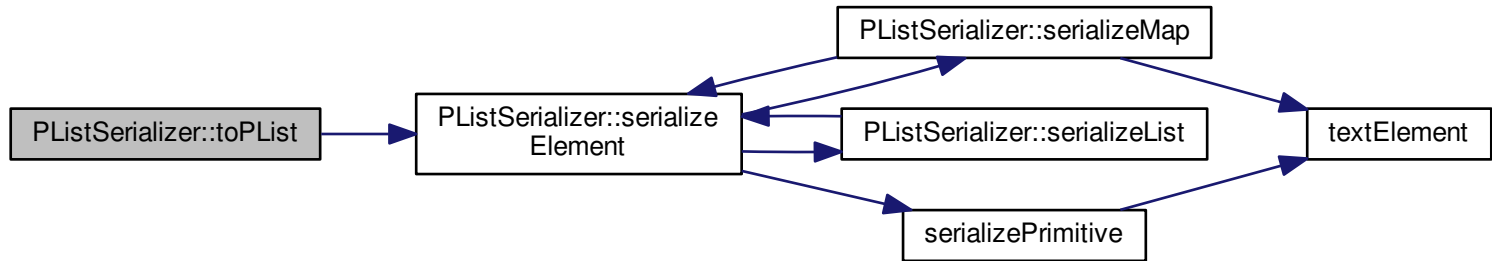 PListSerializer::toPList
PListSerializer::serialize
Element
PListSerializer::serializeMap
PListSerializer::serializeList
serializePrimitive
textElement